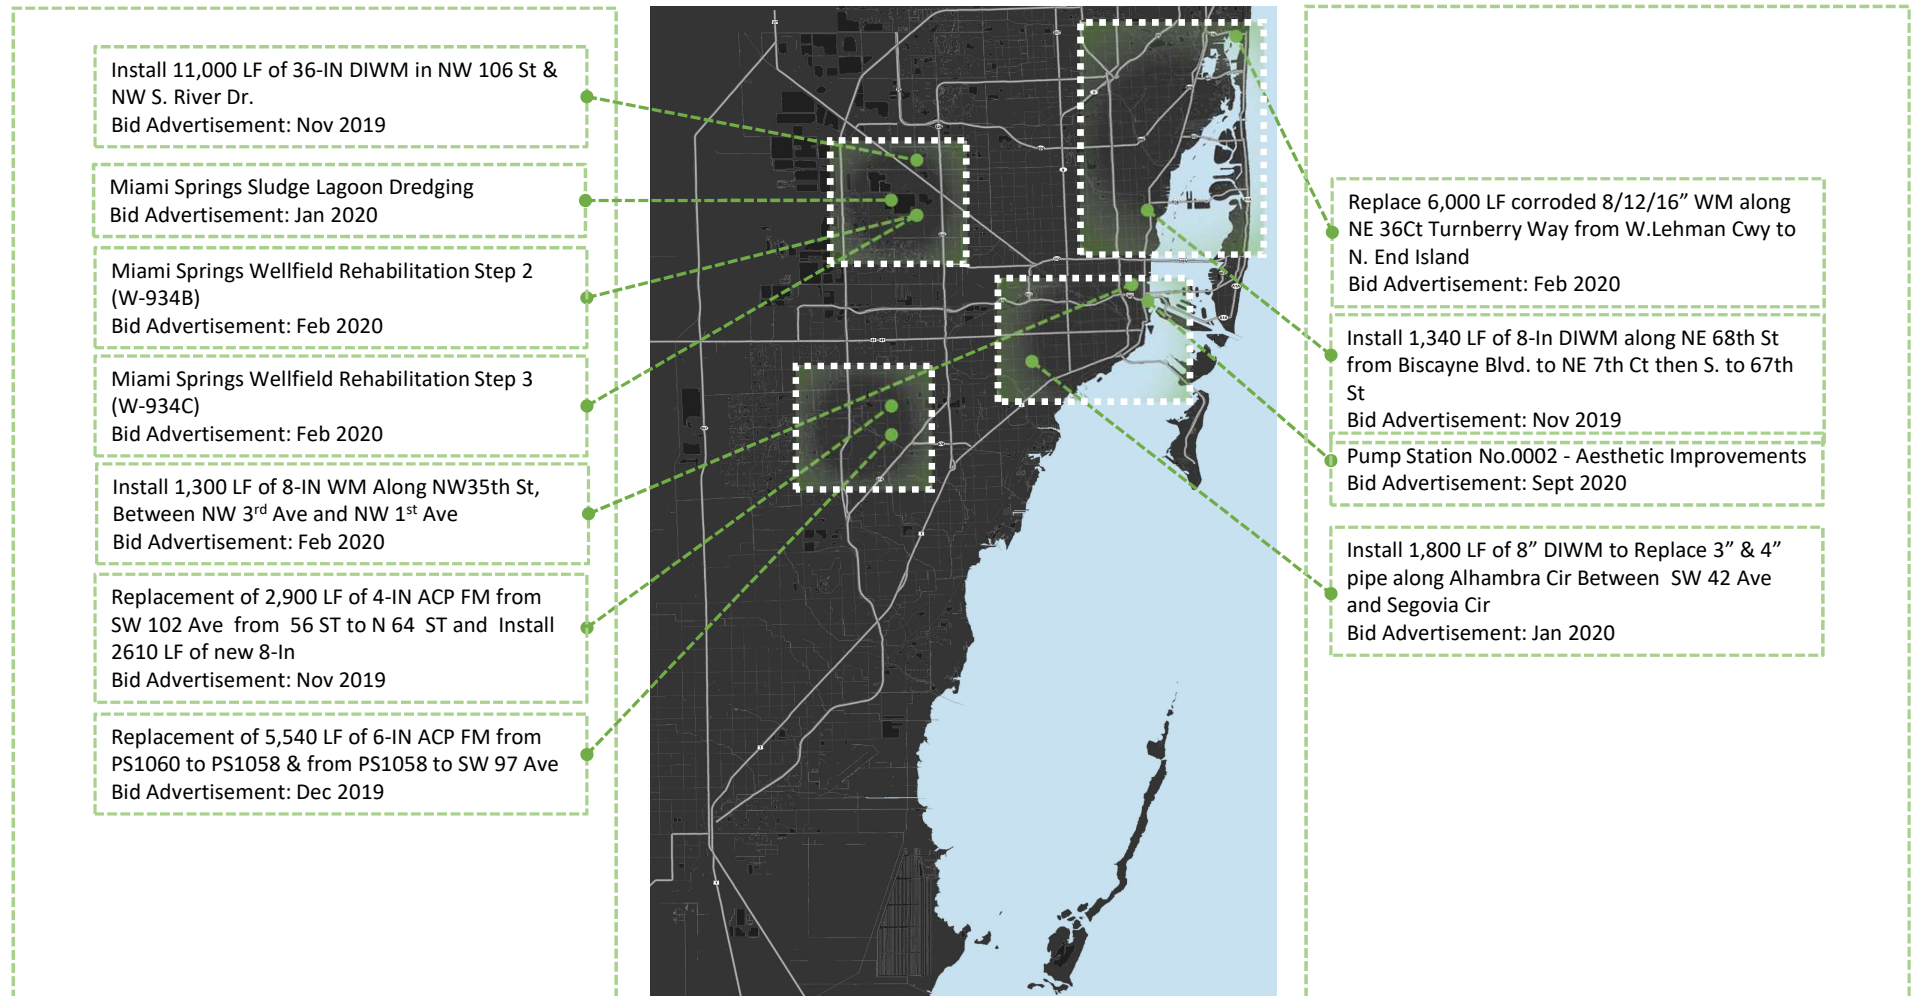 Install 11,000 LF of 36-IN DIWM in NW 106 St &
NW S. River Dr.
Bid Advertisement: Nov 2019
Miami Springs Sludge Lagoon Dredging
Bid Advertisement: Jan 2020
Miami Springs Wellfield Rehabilitation Step 2
(W-934B)
Bid Advertisement: Feb 2020
Miami Springs Wellfield Rehabilitation Step 3
(W-934C)
Bid Advertisement: Feb 2020
Install 1,300 LF of 8-IN WM Along NW35th St,
Between NW 3rd Ave and NW 1st Ave
Bid Advertisement: Feb 2020
Replacement of 2,900 LF of 4-IN ACP FM from
SW 102 Ave from 56 ST to N 64 ST and Install
2610 LF of new 8-In
Bid Advertisement: Nov 2019
Replacement of 5,540 LF of 6-IN ACP FM from
PS1060 to PS1058 & from PS1058 to SW 97 Ave
Bid Advertisement: Dec 2019
Replace 6,000 LF corroded 8/12/16” WM along
NE 36Ct Turnberry Way from W.Lehman Cwy to
N. End Island
Bid Advertisement: Feb 2020
Install 1,340 LF of 8-In DIWM along NE 68th St
from Biscayne Blvd. to NE 7th Ct then S. to 67th
St
Bid Advertisement: Nov 2019
Pump Station No.0002 - Aesthetic Improvements
Bid Advertisement: Sept 2020
Install 1,800 LF of 8” DIWM to Replace 3” & 4”
pipe along Alhambra Cir Between SW 42 Ave
and Segovia Cir
Bid Advertisement: Jan 2020